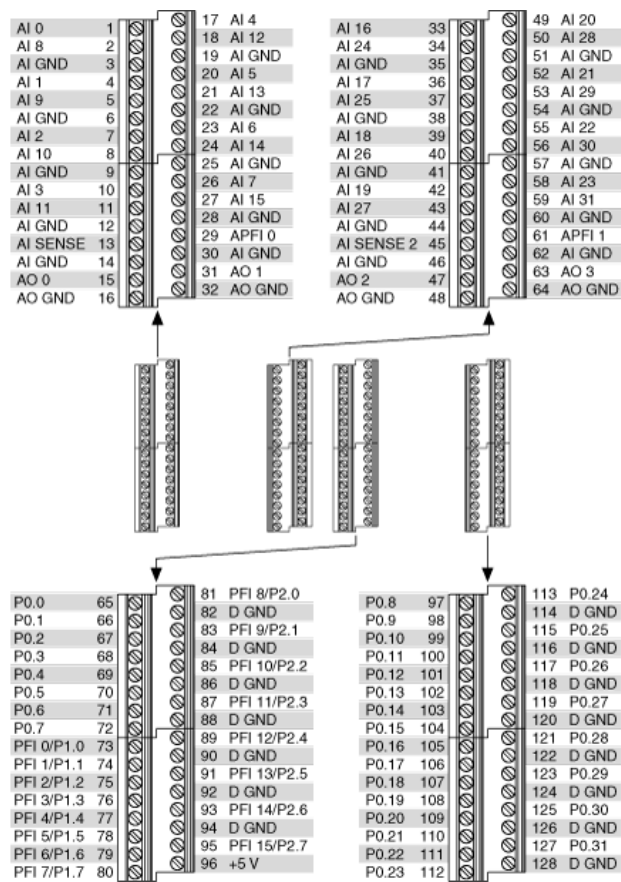 AI 0 1
AI 8 2
AI GND 3
AI 1 4
AI 9 5
AI GND 6
AI 2 7
AI 10 8
AI GND 9
AI 3 10
AI 11 11
AI GND 12
AI SENSE 13
AI GND 14
AO 0 15
AO GND 16
17 AI 4
18 AI 12
19 AI GND
20 AI 5
21 AI 13
22 AI GND
23 AI 6
24 AI 14
25 AI GND
26 AI 7
27 AI 15
28 AI GND
29 APFI 0
30 AI GND
31 AO 1
32 AO GND
AI 16 33
AI 24 34
AI GND 35
AI 17 36
AI 25 37
AI GND 38
AI 18 39
AI 26 40
AI GND 41
AI 19 42
AI 27 43
AI GND 44
AI SENSE 2 45
AI GND 46
AO 2 47
AO GND 48
49 AI 20
50 AI 28
51 AI GND
52 AI 21
53 AI 29
54 AI GND
55 AI 22
56 AI 30
57 AI GND
58 AI 23
59 AI 31
60 AI GND
61 APFI 1
62 AI GND
63 AO 3
64 AO GND
P0.0 65
P0.1 66
P0.2 67
P0.3 68
P0.4 69
P0.5 70
P0.6 71
P0.7 72
PFI 0/P1.0 73
PFI 1/P1.1 74
PFI 2/P1.2 75
PFI 3/P1.3 76
PFI 4/P1.4 77
PFI 5/P1.5 78
PFI 6/P1.6 79
PFI 7/P1.7 80
81 PFI 8/P2.0
82 D GND
83 PFI 9/P2.1
84 D GND
85 PFI 10/P2.2
86 D GND
87 PFI 11/P2.3
88 D GND
89 PFI 12/P2.4
90 D GND
91 PFI 13/P2.5
92 D GND
93 PFI 14/P2.6
94 D GND
95 PFI 15/P2.7
96 +5 V
P0.8 97
P0.9 98
P0.10 99
P0.11 100
P0.12 101
P0.13 102
P0.14 103
P0.15 104
P0.16 105
P0.17 106
P0.18 107
P0.19 108
P0.20 109
P0.21 110
P0.22 111
P0.23 112
113 P0.24
114 D GND
115 P0.25
116 D GND
117 P0.26
118 D GND
119 P0.27
120 D GND
121 P0.28
122 D GND
123 P0.29
124 D GND
125 P0.30
126 D GND
127 P0.31
128 D GND